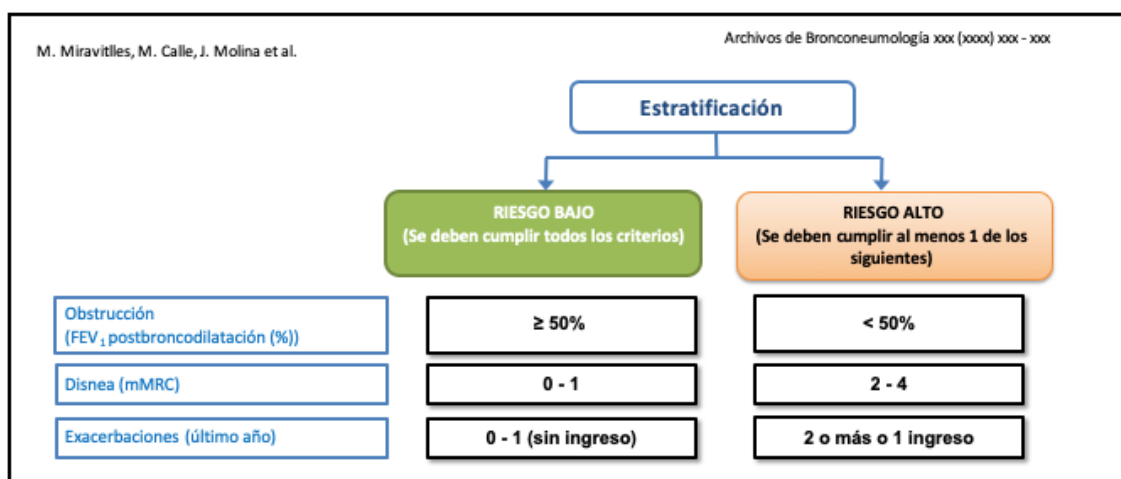 M. Miravitlles, M. Calle, J. Molina et al.
Archivos de Bronconeumología xxx (xxxx) xxx - xxx
Estratificación
RIESGO BAJO
(Se deben cumplir todos los criterios)
RIESGO ALTO
(Se deben cumplir al menos 1 de los
siguientes)
Obstrucción
(FEV1 postbroncodilatación (%))
≥ 50%
< 50%
Disnea (mMRC)
0 - 1
2 - 4
Exacerbaciones (último año)
0 - 1 (sin ingreso)
2 o más o 1 ingreso